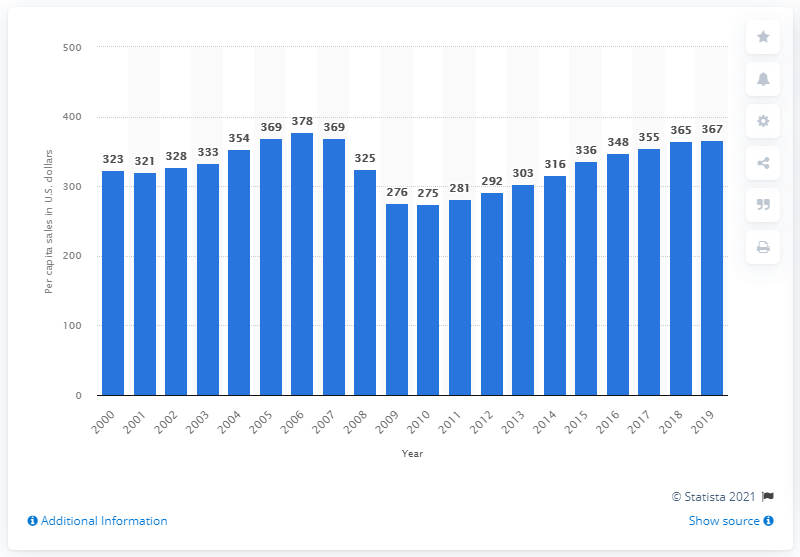 500
400
300
200
100
0
Per capita sales in U.S. dollars
323 321 328 333 354 369 378 369 325 276 275 281 292 303 316 336 348 355 365 367
2000 2001 2002 2003 2004 2005 2006 2007 2008 2009 2010 2011 2012 2013 2014 2015 2016 2017 2018 2019
Year
© Statista 2021
Additional Information
Show source